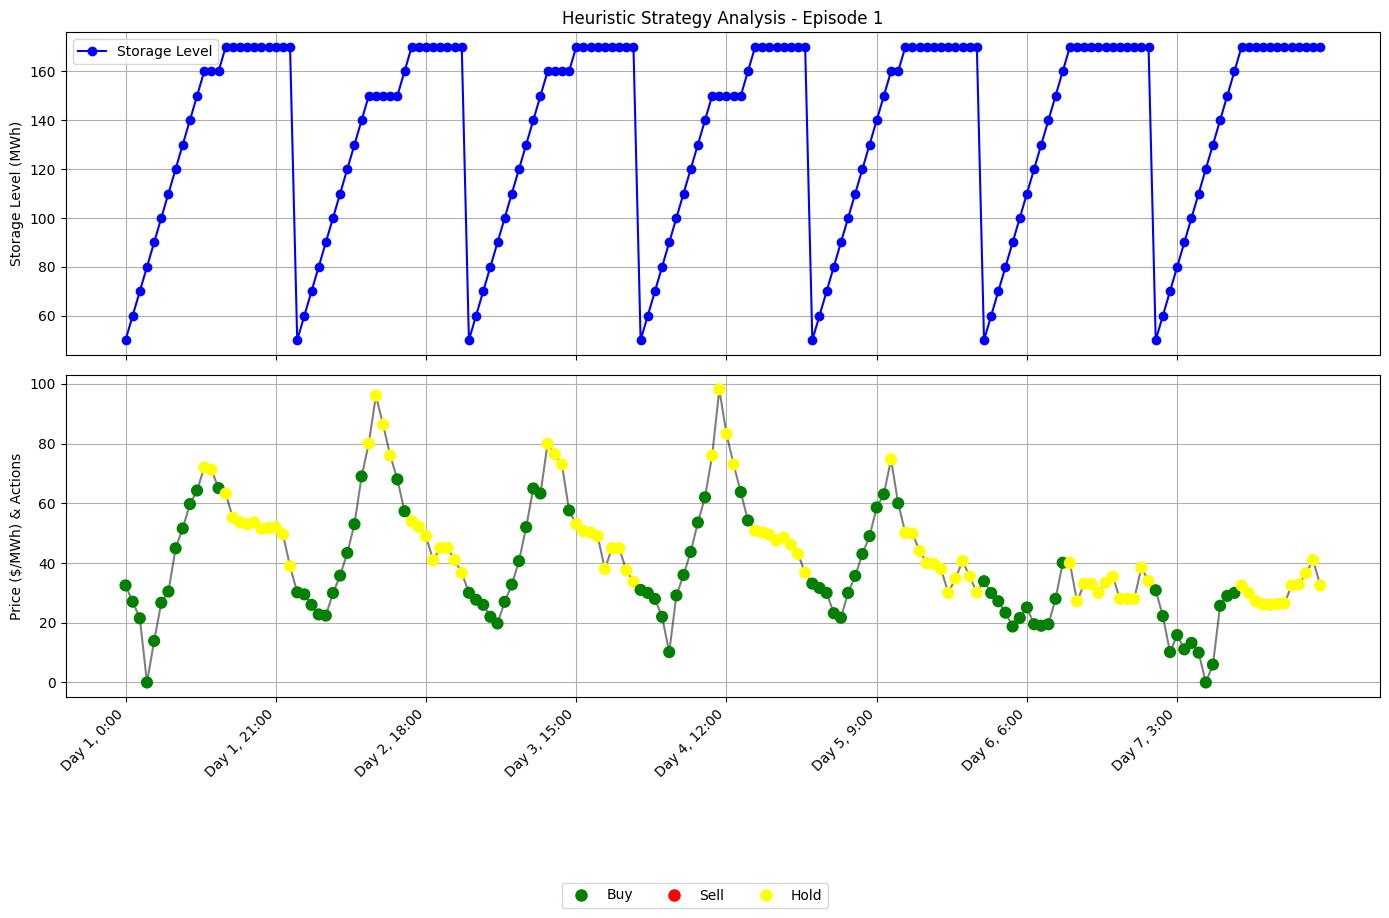 Heuristic Strategy Analysis - Episode 1
Storage Level
Storage Level (MWh)
160
140
120
100
80
60
Price ($/MWh) & Actions
100
80
60
40
20
0
Day 1, 0:00
Day 1, 21:00
Day 2, 18:00
Day 3, 15:00
Day 4, 12:00
Day 5, 9:00
Day 6, 6:00
Day 7, 3:00
Buy
Sell
Hold